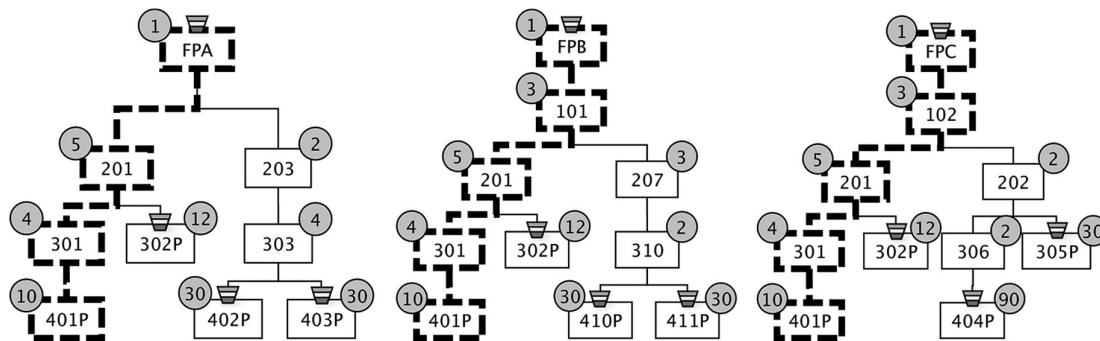 1 1 1
FPA FPB FPC
3 3
101 102
5 2 5 3 5 2
201 203 201 207 201 202
4 12 4 4 12 2 4 12 2 30
301 302P 303 301 302P 310 301 302P 306 305P
10 30 30 10 30 30 10 90
401P 402P 403P 401P 410P 411P 401P 404P